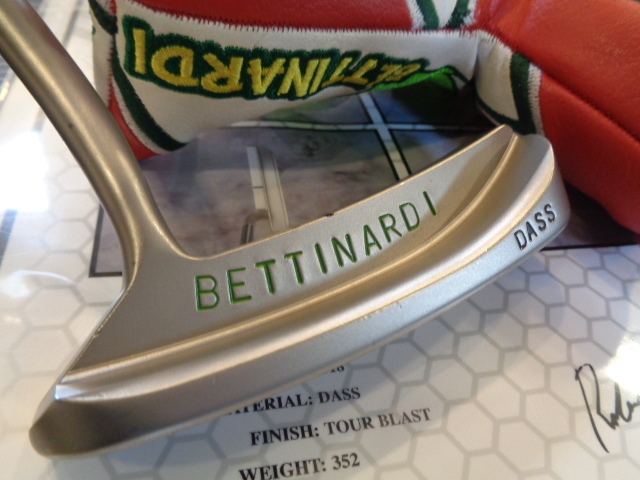 BETTINARDI
BETTINARDI
DASS
MATERIAL: DASS
FINISH: TOUR BLAST
WEIGHT: 352